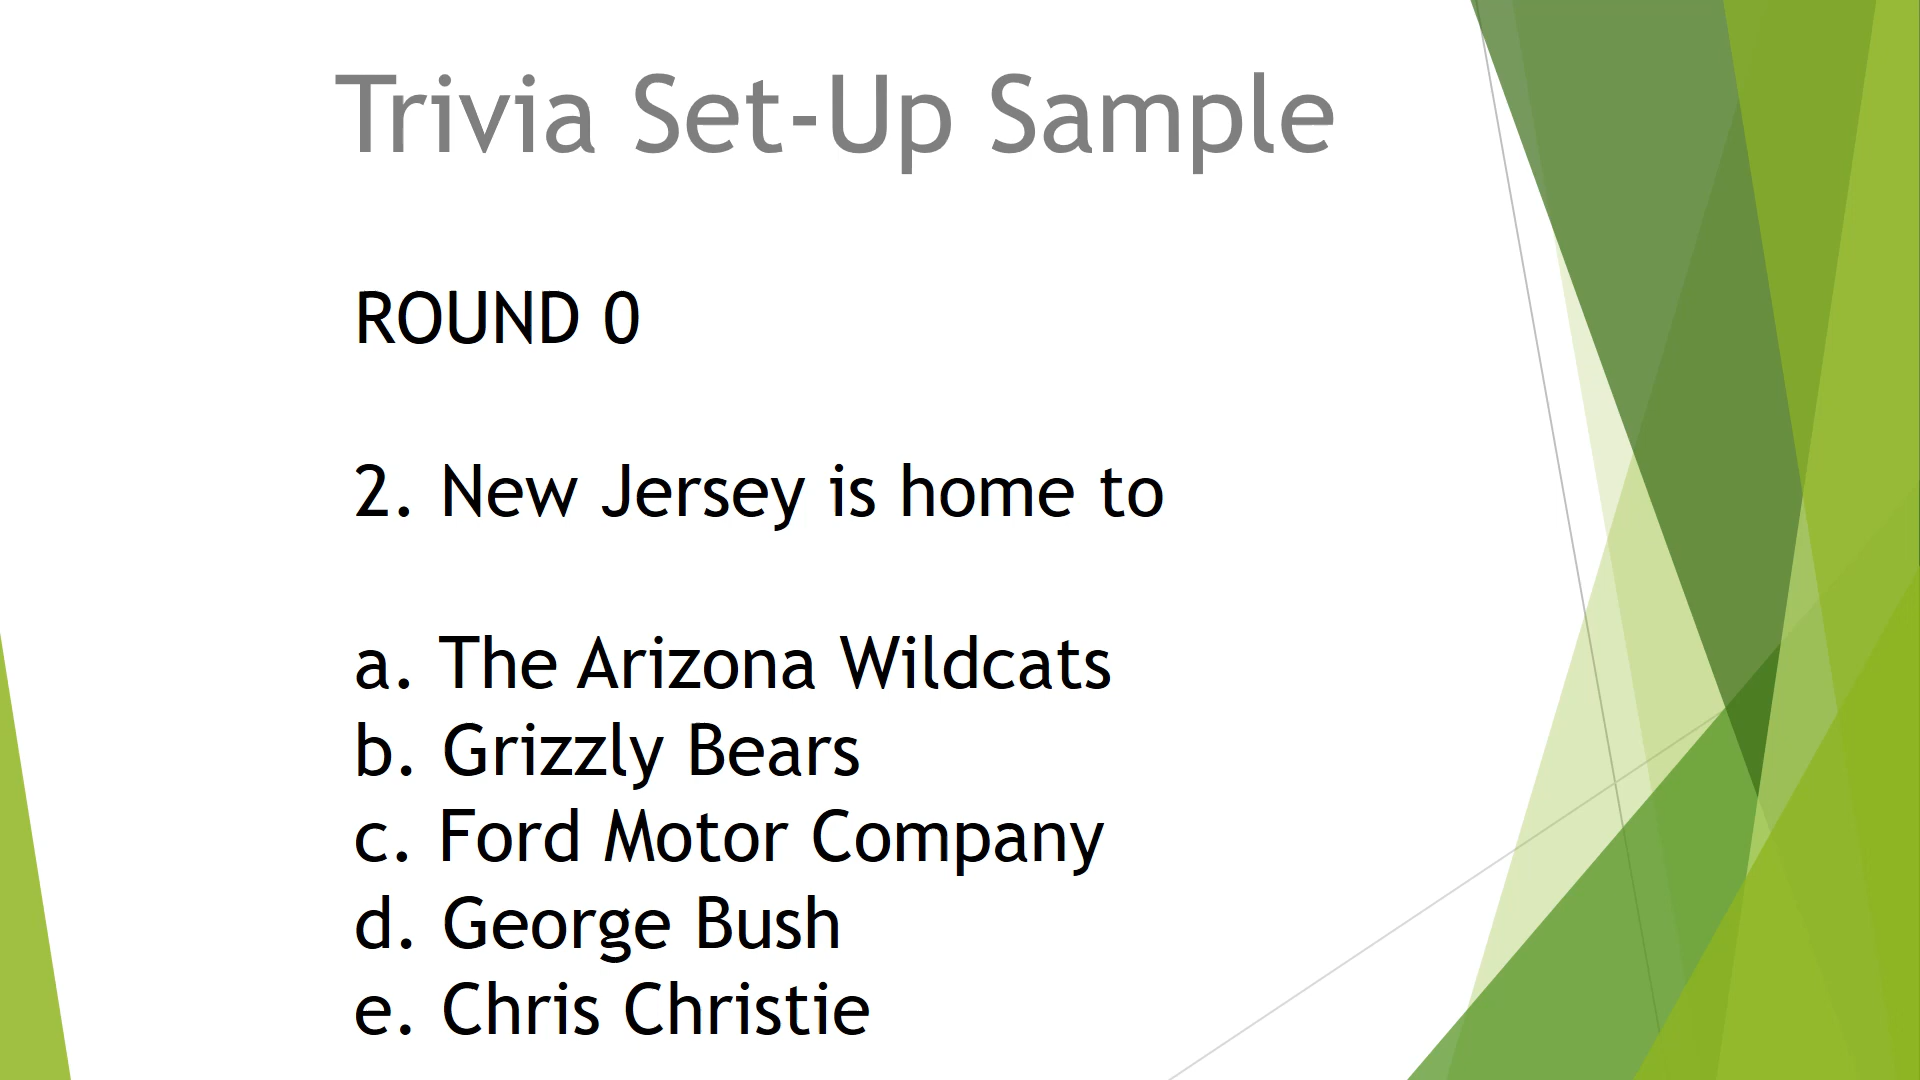 Trivia Set-Up Sample
ROUND 0
2. New Jersey is home to
a. The Arizona Wildcats
b. Grizzly Bears
c. Ford Motor Company
d. George Bush
e. Chris Christie